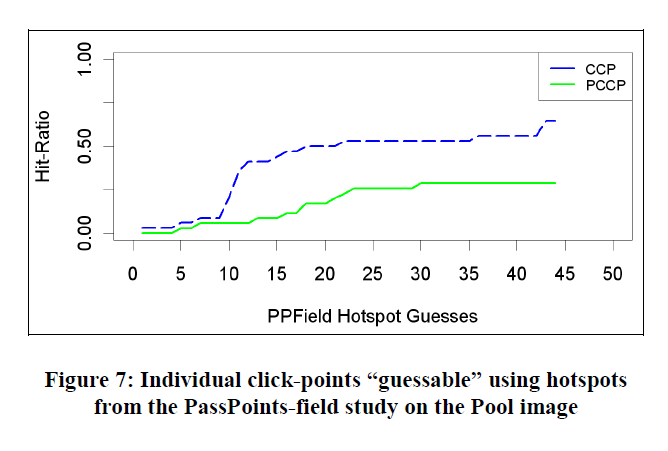 1.00
0.50
0.00
Hit-Ratio
CCP
PCCP
0 5 10 15 20 25 30 35 40 45 50
PPField Hotspot Guesses
Figure 7: Individual click-points “guessable” using hotspots
from the PassPoints-field study on the Pool image